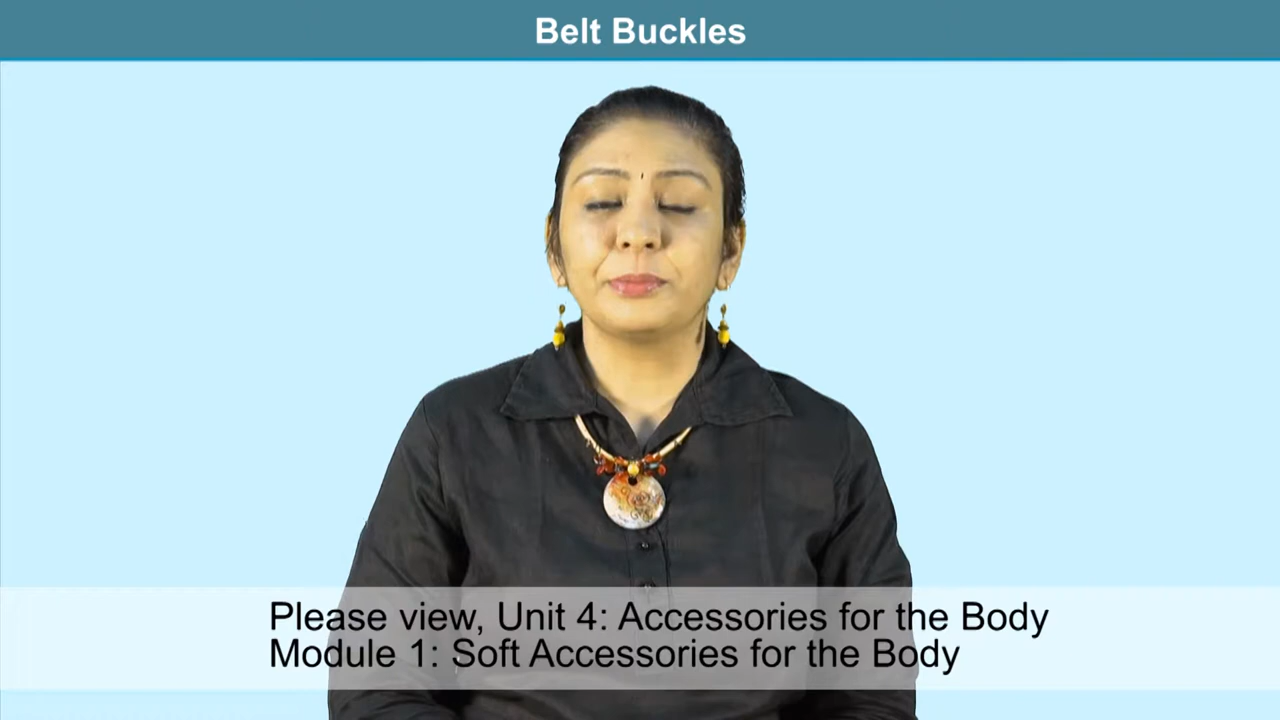 Belt Buckles
Please view, Unit 4: Accessories for the Body
Module 1: Soft Accessories for the Body